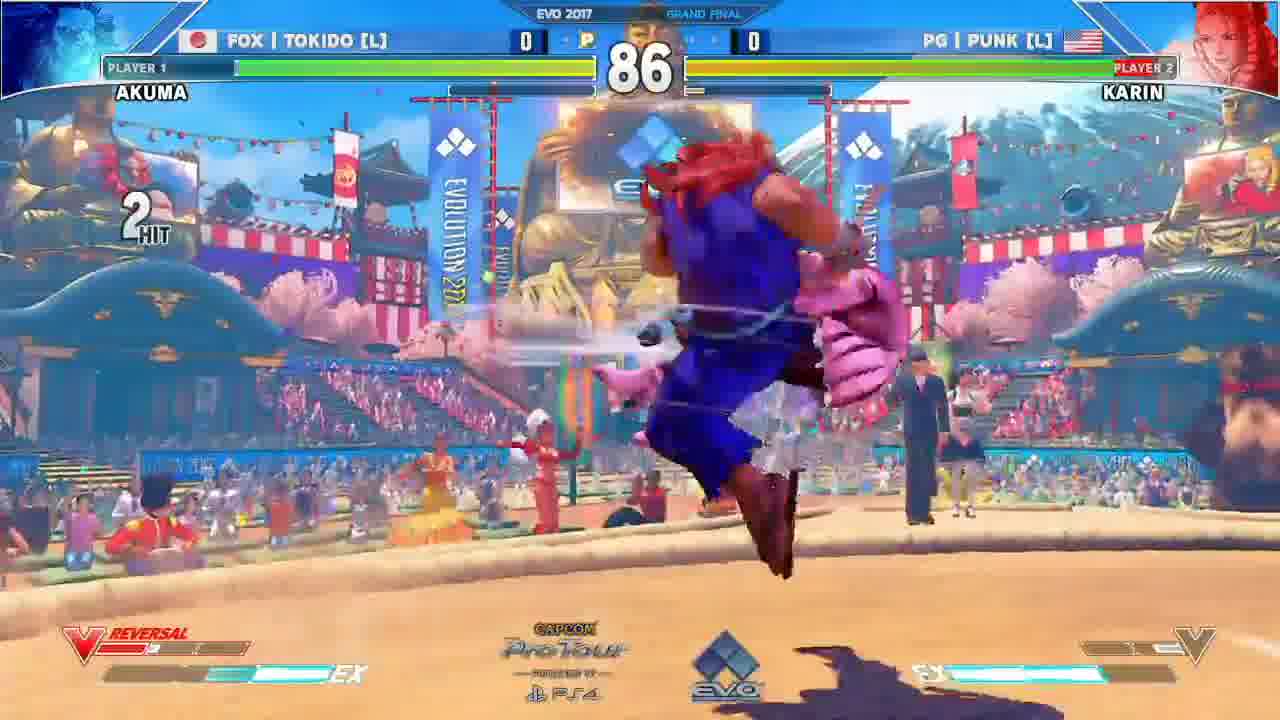 EVO 2017 GRAND FINAL
FOX | TOKIDO [L] 0 P 86 0 PG | PUNK [L]
PLAYER 1 PLAYER 2
AKUMA KARIN
2 HIT
EVOLUTION
REVERSAL
EX EX
CAPCOM
Pro Tour
PS4
EVO